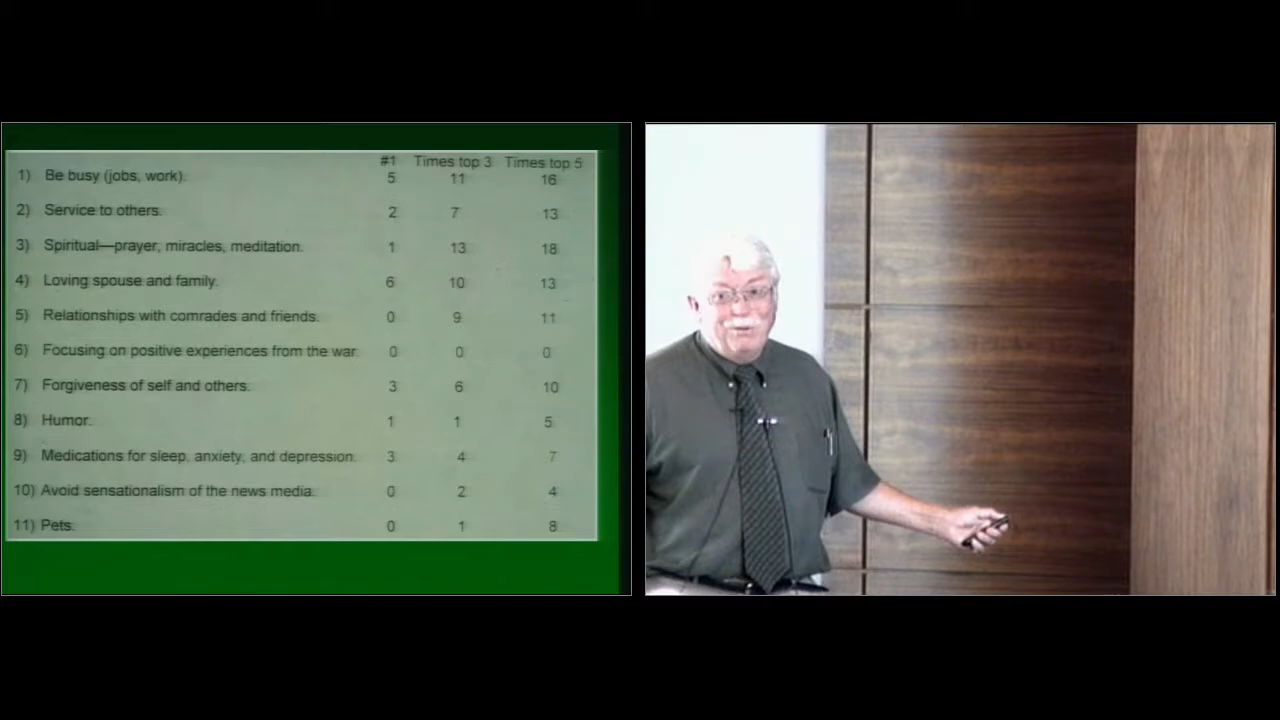 #1 Times top 3 Times top 5
1) Be busy (jobs, work). 5 11 16
2) Service to others. 2 7 13
3) Spiritual—prayer, miracles, meditation. 1 13 18
4) Loving spouse and family. 6 10 13
5) Relationships with comrades and friends. 0 9 11
6) Focusing on positive experiences from the war. 0 0 0
7) Forgiveness of self and others. 3 6 10
8) Humor. 1 1 5
9) Medications for sleep, anxiety, and depression. 3 4 7
10) Avoid sensationalism of the news media. 0 2 4
11) Pets. 0 1 8